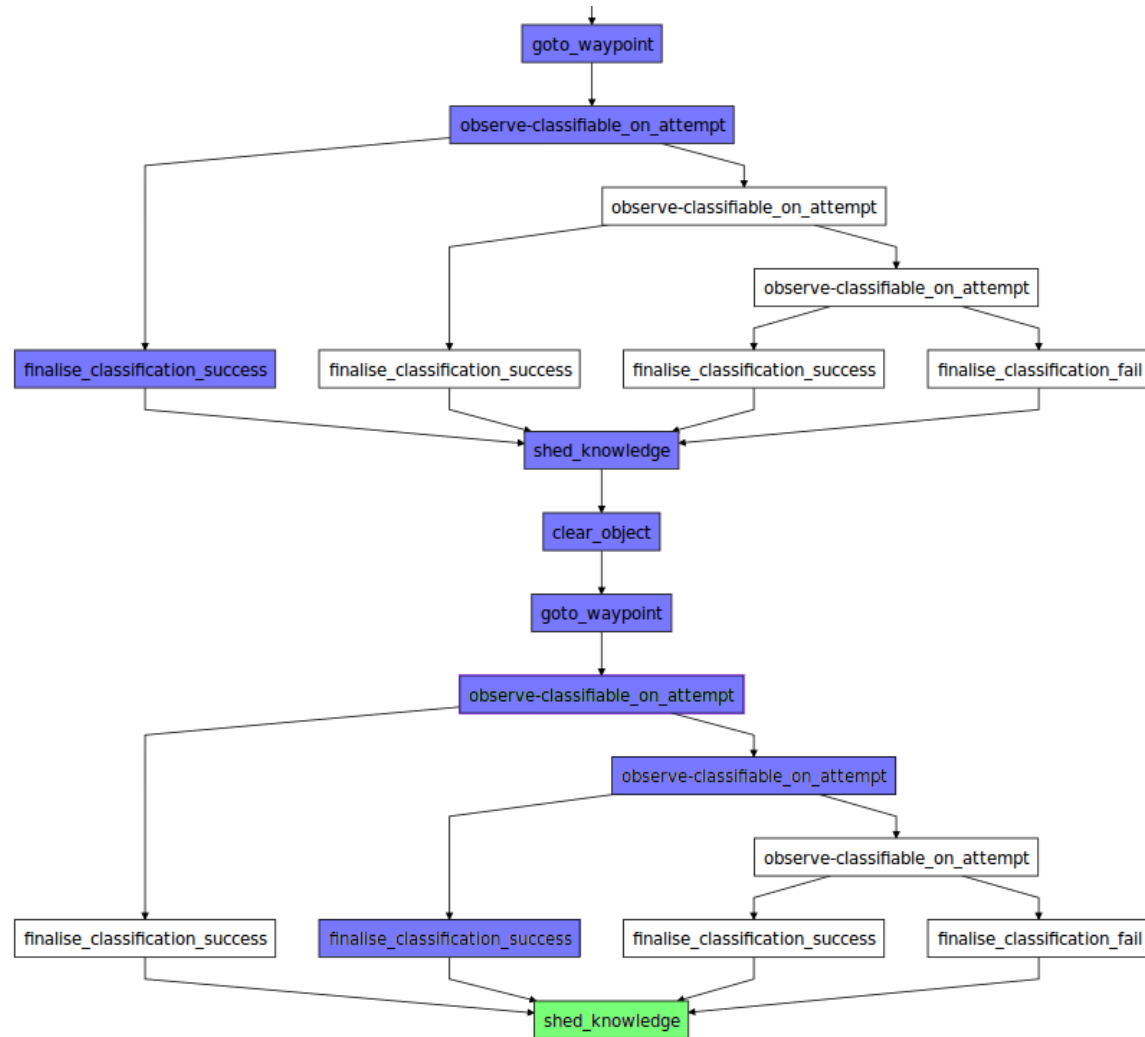 goto_waypoint
observe-classifiable_on_attempt
observe-classifiable_on_attempt
observe-classifiable_on_attempt
finalise_classification_success
finalise_classification_success
finalise_classification_success
finalise_classification_fail
shed_knowledge
clear_object
goto_waypoint
observe-classifiable_on_attempt
observe-classifiable_on_attempt
observe-classifiable_on_attempt
finalise_classification_success
finalise_classification_success
finalise_classification_success
finalise_classification_fail
shed_knowledge